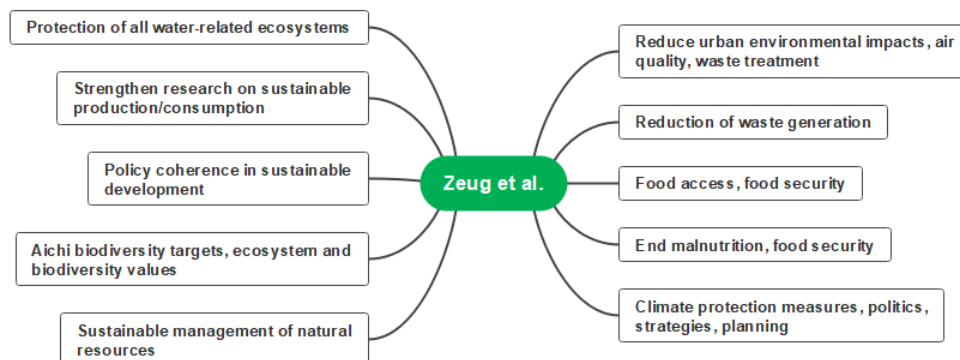 Protection of all water-related ecosystems
Strengthen research on sustainable
production/consumption
Policy coherence in sustainable
development
Aichi biodiversity targets, ecosystem and
biodiversity values
Sustainable management of natural
resources
Zeug et al.
Reduce urban environmental impacts, air
quality, waste treatment
Reduction of waste generation
Food access, food security
End malnutrition, food security
Climate protection measures, politics,
strategies, planning